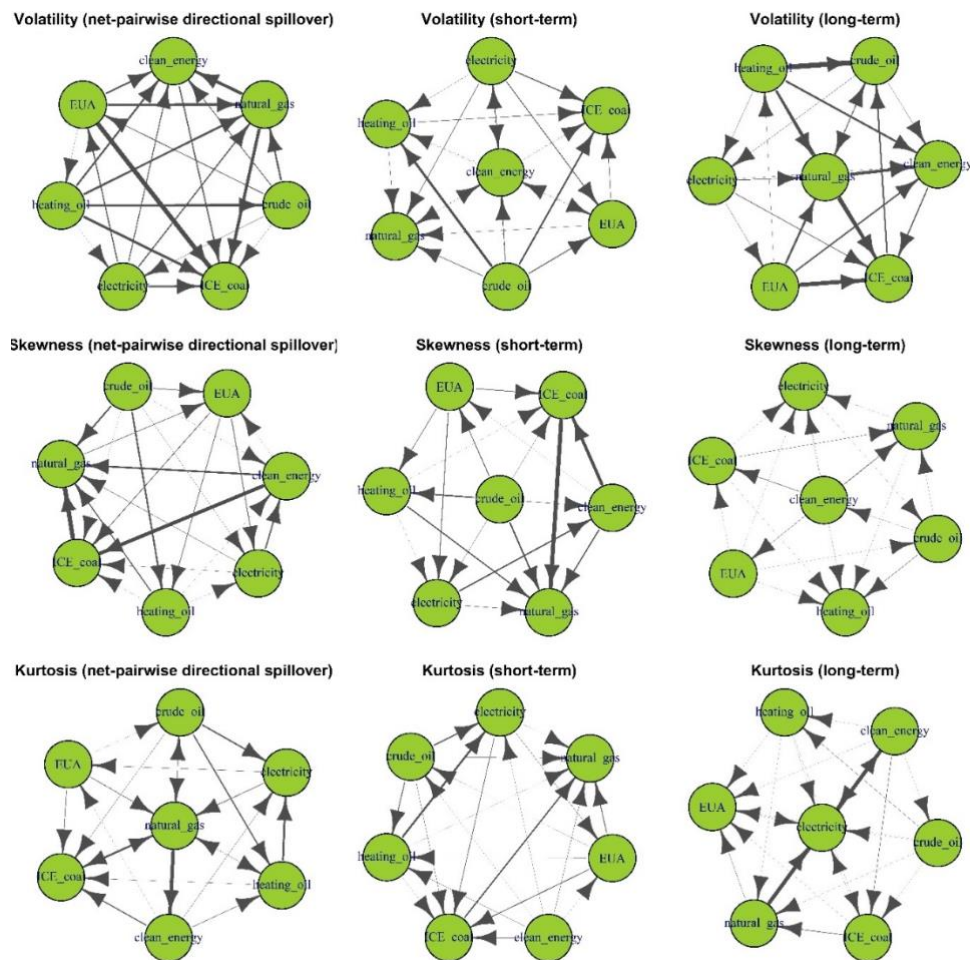 Volatility (net-pairwise directional spillover)
clean_energy
EUA
natural_gas
heating_oil
crude_oil
electricity
ICE_coal
Volatility (short-term)
electricity
ICE_coal
heating_oil
clean_energy
natural_gas
EUA
crude_oil
Volatility (long-term)
heating_oil
crude_oil
clean_energy
electricity
natural_gas
EUA
ICE_coal
Skewness (net-pairwise directional spillover)
crude_oil
EUA
natural_gas
clean_energy
ICE_coal
electricity
heating_oil
Skewness (short-term)
EUA
ICE_coal
heating_oil
crude_oil
clean_energy
electricity
natural_gas
Skewness (long-term)
electricity
natural_gas
ICE_coal
clean_energy
crude_oil
EUA
heating_oil
Kurtosis (net-pairwise directional spillover)
crude_oil
EUA
electricity
natural_gas
ICE_coal
heating_oil
clean_energy
Kurtosis (short-term)
electricity
crude_oil
natural_gas
heating_oil
EUA
ICE_coal
clean_energy
Kurtosis (long-term)
heating_oil
clean_energy
EUA
electricity
crude_oil
natural_gas
ICE_coal